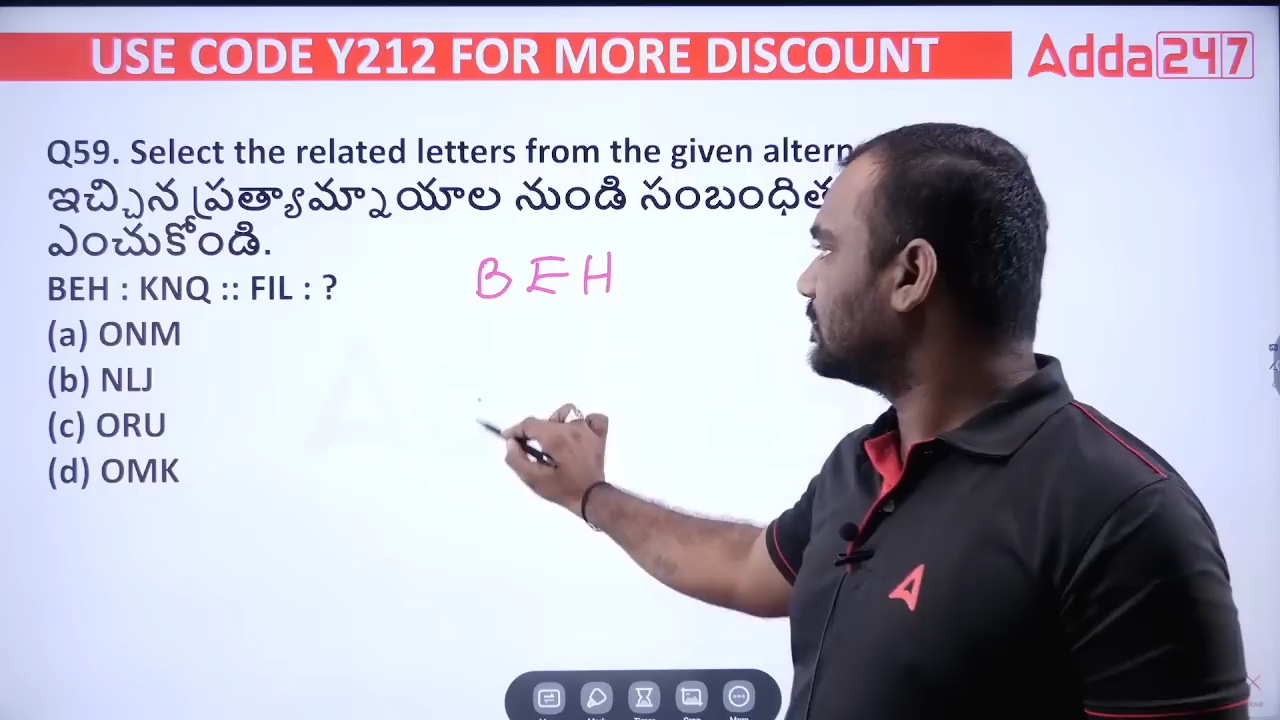 USE CODE Y212 FOR MORE DISCOUNT
Adda247
Q59. Select the related letters from the given
ఇచ్చిన ప్రత్యామ్నాయాల నుండి
ఎంచుకోండి.
BEH : KNQ :: FIL : ?
BEH
(a) ONM
(b) NLJ
(c) ORU
(d) OMK